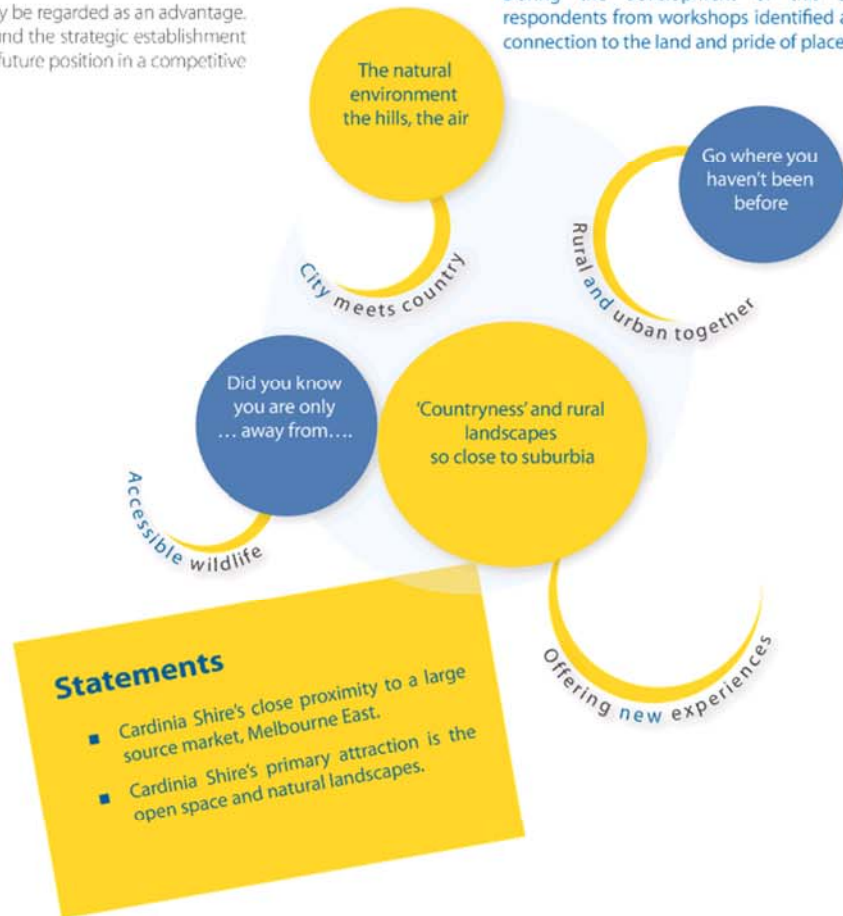 y be regarded as an advantage.
nd the strategic establishment
future position in a competitive
respondents from workshops identified a
connection to the land and pride of place
The natural
environment
the hills, the air
Go where you
haven't been
before
City meets country
Rural and urban together
Did you know
you are only
… away from….
'Countryness' and rural
landscapes
so close to suburbia
Accessible wildlife
Offering new experiences
Statements
■ Cardinia Shire's close proximity to a large
source market, Melbourne East.
■ Cardinia Shire's primary attraction is the
open space and natural landscapes.